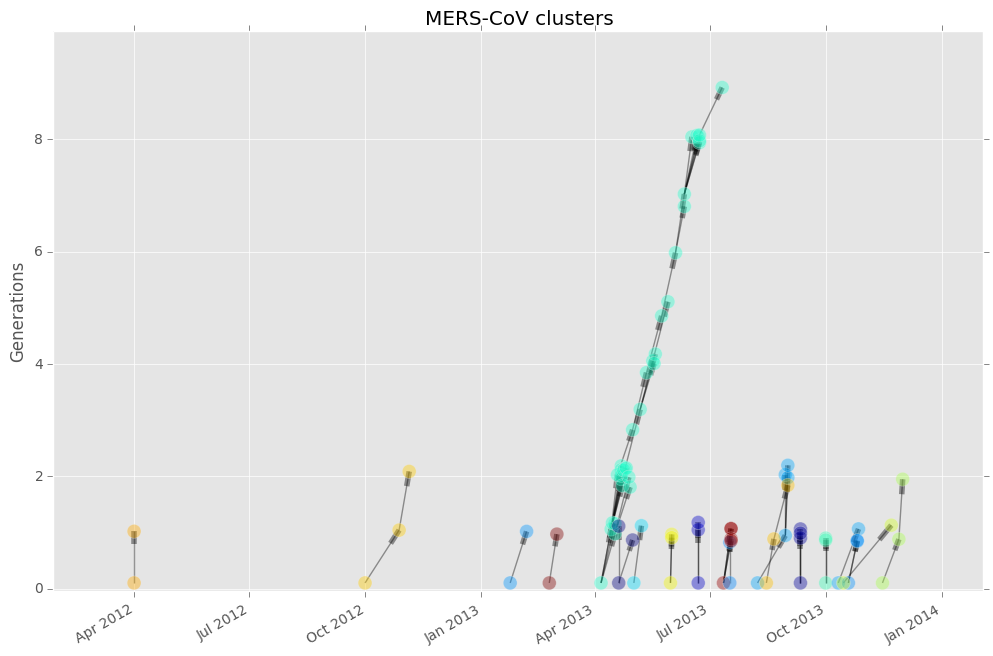 MERS-CoV clusters
Generations
8
6
4
2
0
Apr 2012
Jul 2012
Oct 2012
Jan 2013
Apr 2013
Jul 2013
Oct 2013
Jan 2014